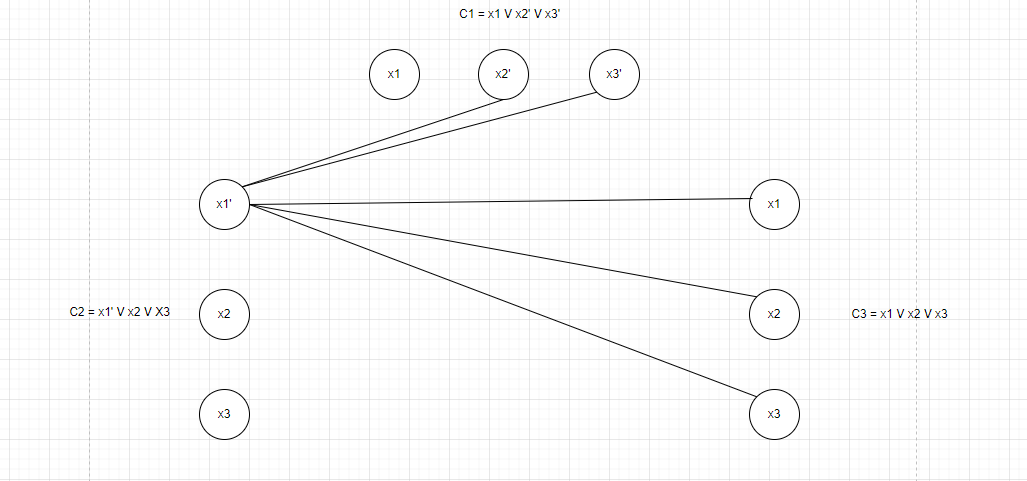 C1 = x1 V x2' V x3'
x1
x2'
x3'
x1'
x1
C2 = x1' V x2 V X3
x2
x2
C3 = x1 V x2 V x3
x3
x3